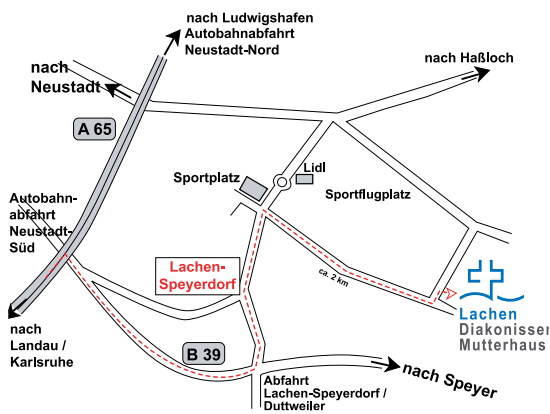 nach Ludwigshafen
Autobahnabfahrt
Neustadt-Nord
nach
Neustadt
nach Haßloch
A 65
Lidl
Sportplatz
Sportflugplatz
Autobahn-
abfahrt
Neustadt-
Süd
Lachen-
Speyerdorf
ca. 2 km
Lachen
Diakonissen
Mutterhaus
nach
Landau /
Karlsruhe
B 39
nach Speyer
Abfahrt
Lachen-Speyerdorf /
Duttweiler